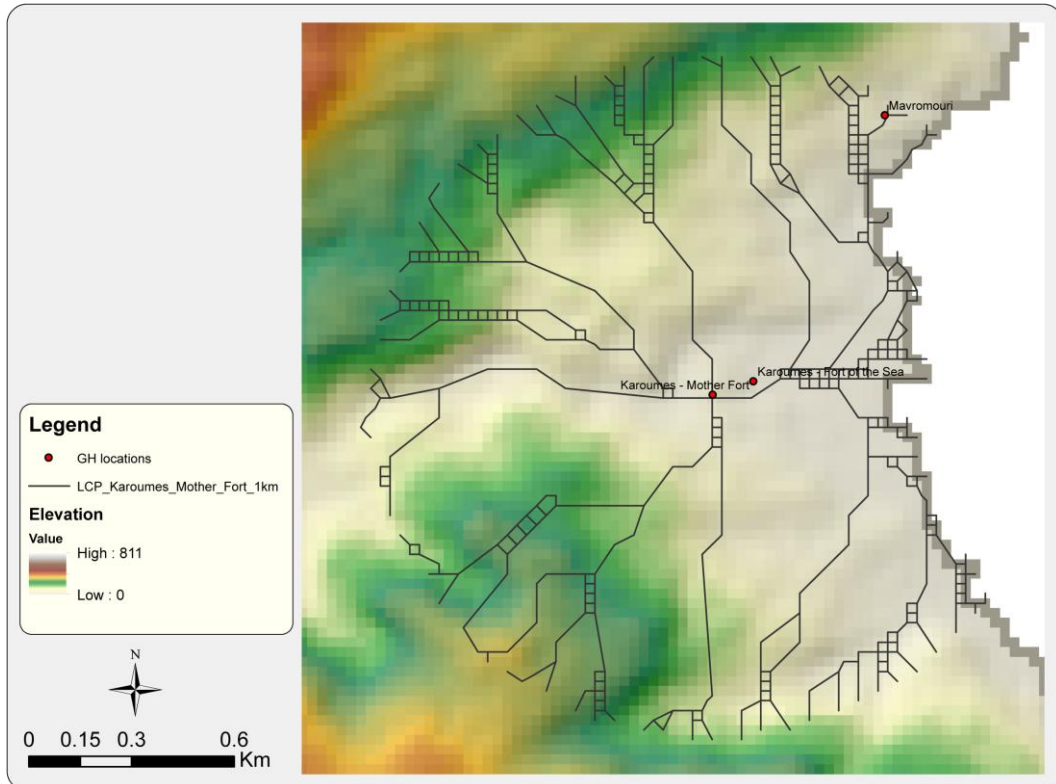 Mavromouri
Karoumes - Fort of the Sea
Karoumes - Mother Fort
Legend
GH locations
LCP_Karoumes_Mother_Fort_1km
Elevation
Value
High : 811
Low : 0
N
0 0.15 0.3 0.6
Km